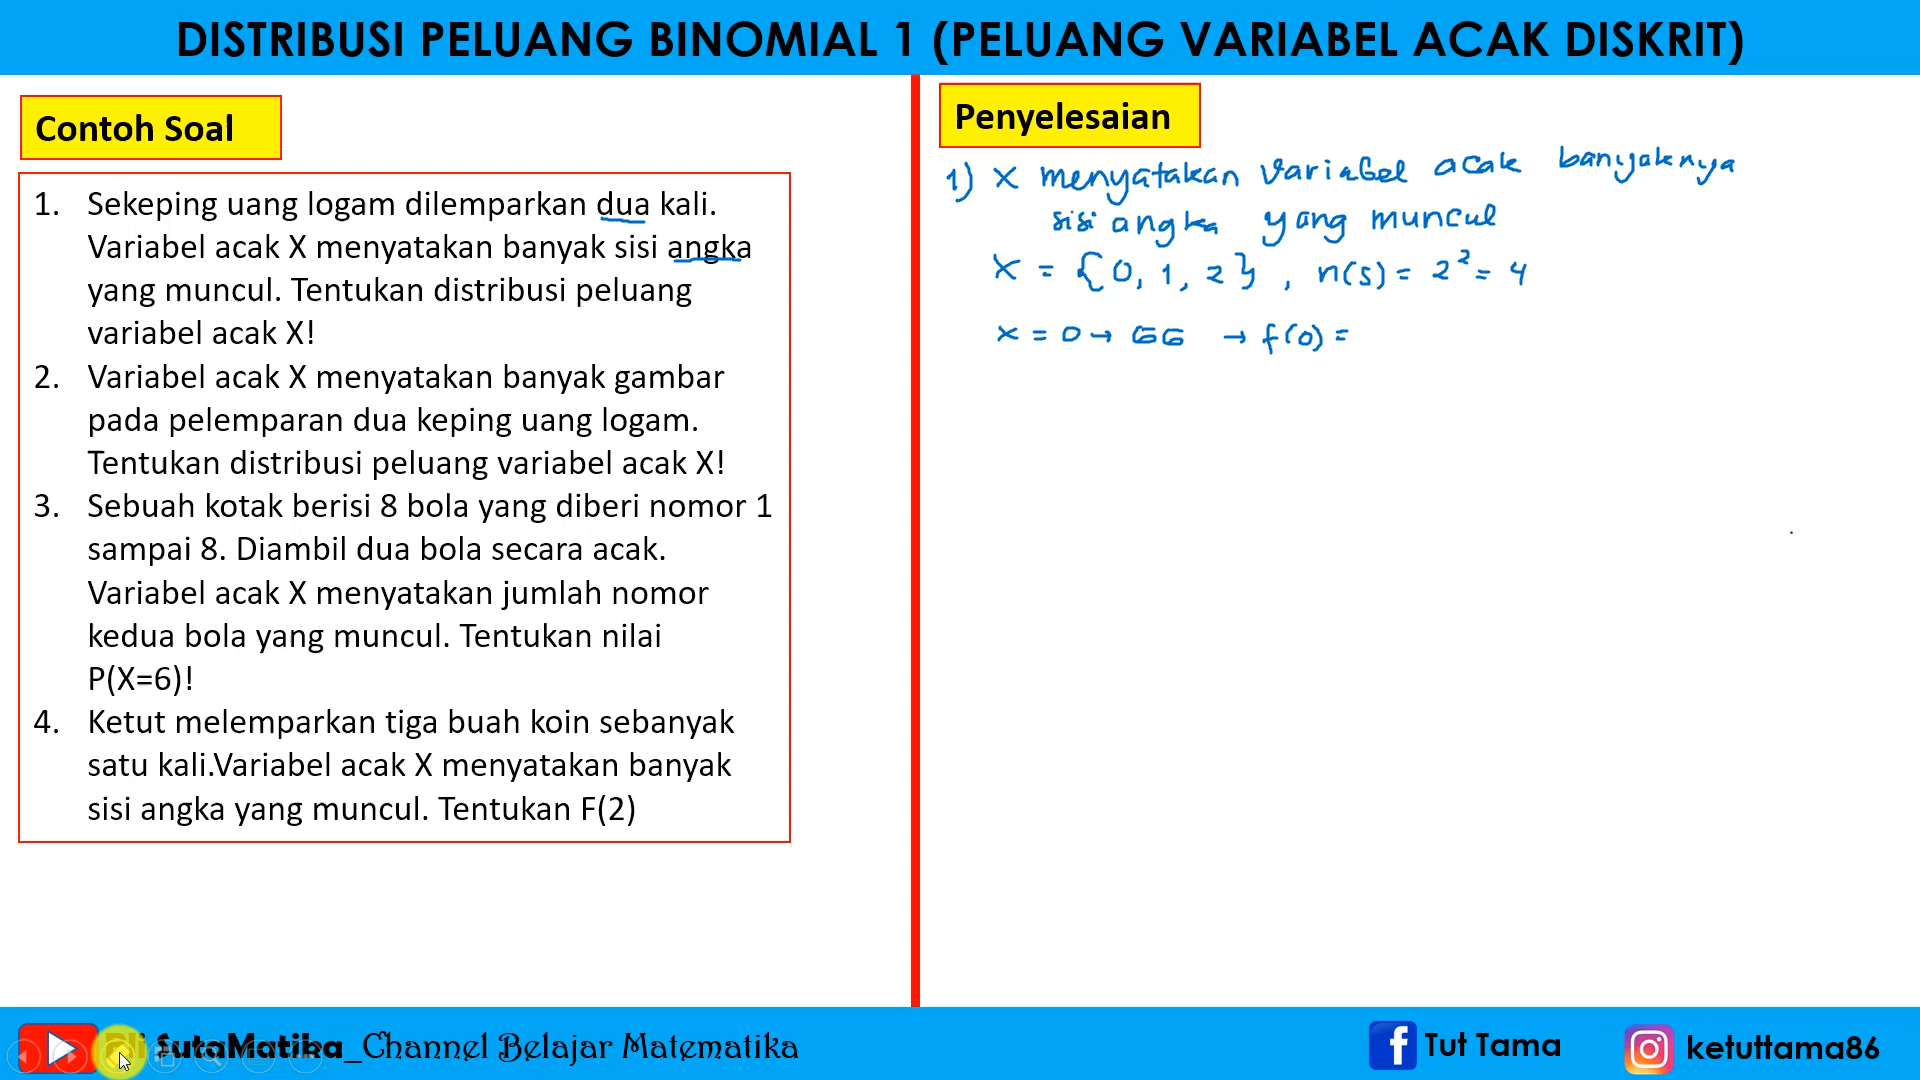 DISTRIBUSI PELUANG BINOMIAL 1 (PELUANG VARIABEL ACAK DISKRIT)
Contoh Soal
1. Sekeping uang logam dilemparkan dua kali.
Variabel acak X menyatakan banyak sisi angka
yang muncul. Tentukan distribusi peluang
variabel acak X!
2. Variabel acak X menyatakan banyak gambar
pada pelemparan dua keping uang logam.
Tentukan distribusi peluang variabel acak X!
3. Sebuah kotak berisi 8 bola yang diberi nomor 1
sampai 8. Diambil dua bola secara acak.
Variabel acak X menyatakan jumlah nomor
kedua bola yang muncul. Tentukan nilai
P(X=6)!
4. Ketut melemparkan tiga buah koin sebanyak
satu kali.Variabel acak X menyatakan banyak
sisi angka yang muncul. Tentukan F(2)
Penyelesaian
1) X menyatakan variabel acak banyaknya
sisi angka yang muncul
X = {0, 1, 2}, n(s) = 2² = 4
x = 0 → GG → f(0) =
SutaMatika_Channel Belajar Matematika
Tut Tama
ketuttama86